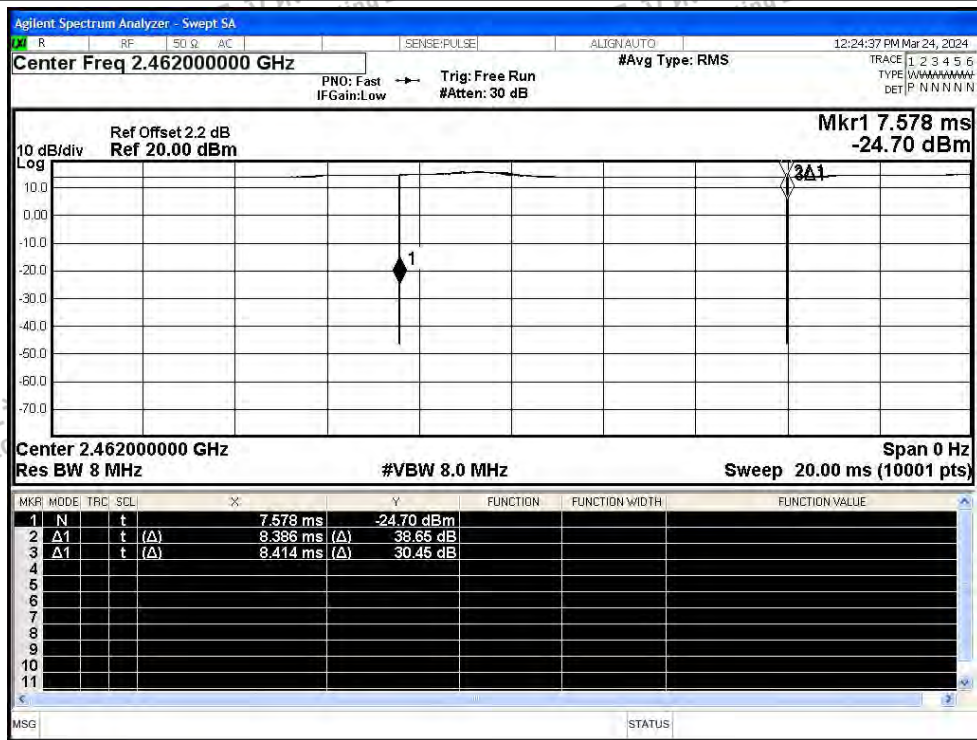 Agilent Spectrum Analyzer - Swept SA
R RF 50 Ω AC SENSE:PULSE ALIGN AUTO 12:24:37 PM Mar 24, 2024
Center Freq 2.462000000 GHz
PNO: Fast
IFGain:Low
Trig: Free Run
#Atten: 30 dB
#Avg Type: RMS
TRACE 1 2 3 4 5 6
TYPE
DET P N N N N N
Ref Offset 2.2 dB
10 dB/div Ref 20.00 dBm
Log
Mkr1 7.578 ms
-24.70 dBm
10.0
0.00
-10.0
-20.0
-30.0
-40.0
-50.0
-60.0
-70.0
1
3Δ1
Center 2.462000000 GHz Span 0 Hz
Res BW 8 MHz #VBW 8.0 MHz Sweep 20.00 ms (10001 pts)
MKR MODE TRC SCL X Y FUNCTION FUNCTION WIDTH FUNCTION VALUE
1 N t 7.578 ms -24.70 dBm
2 Δ1 t (Δ) 8.386 ms (Δ) 38.65 dB
3 Δ1 t (Δ) 8.414 ms (Δ) 30.45 dB
4
5
6
7
8
9
10
11
MSG STATUS